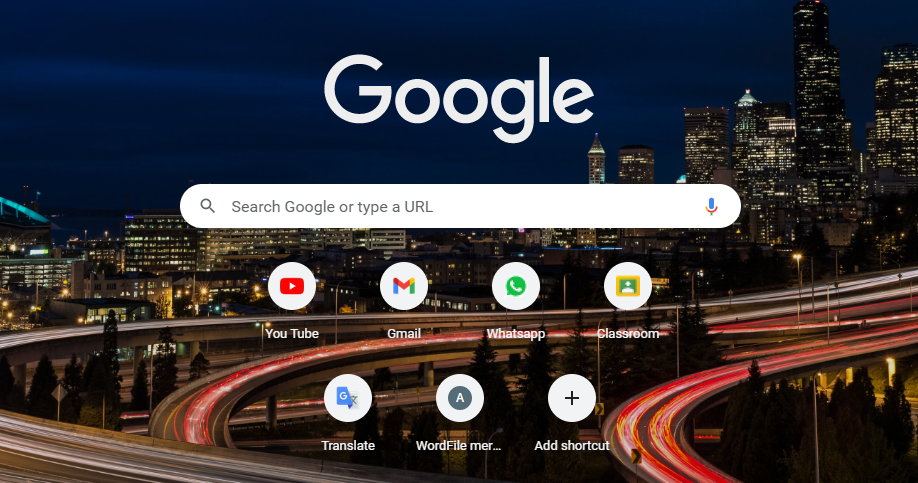 Google
Search Google or type a URL
You Tube
Gmail
Whatsapp
Classroom
G
Translate
A
WordFile mer...
Add shortcut